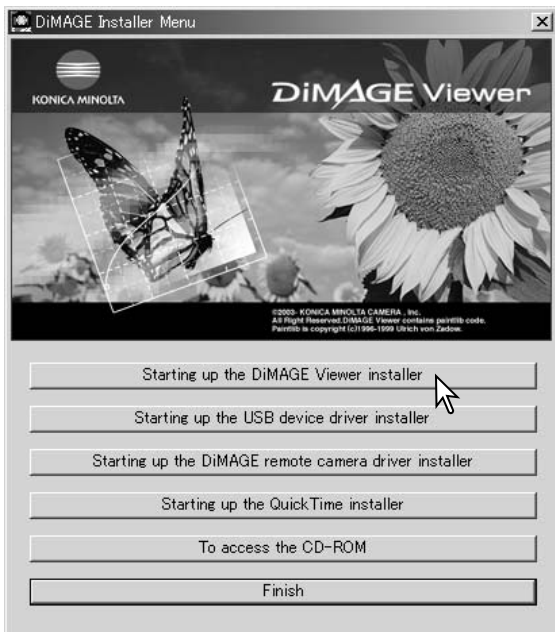 DiMAGE Installer Menu
KONICA MINOLTA
DiMAGE Viewer
©2003- KONICA MINOLTA CAMERA , Inc.
All Right Reserved.DiMAGE Viewer contains paintlib code.
Paintlib is copyright (c)1996-1999 Ulrich von Zadow.
Starting up the DiMAGE Viewer installer
Starting up the USB device driver installer
Starting up the DiMAGE remote camera driver installer
Starting up the QuickTime installer
To access the CD-ROM
Finish